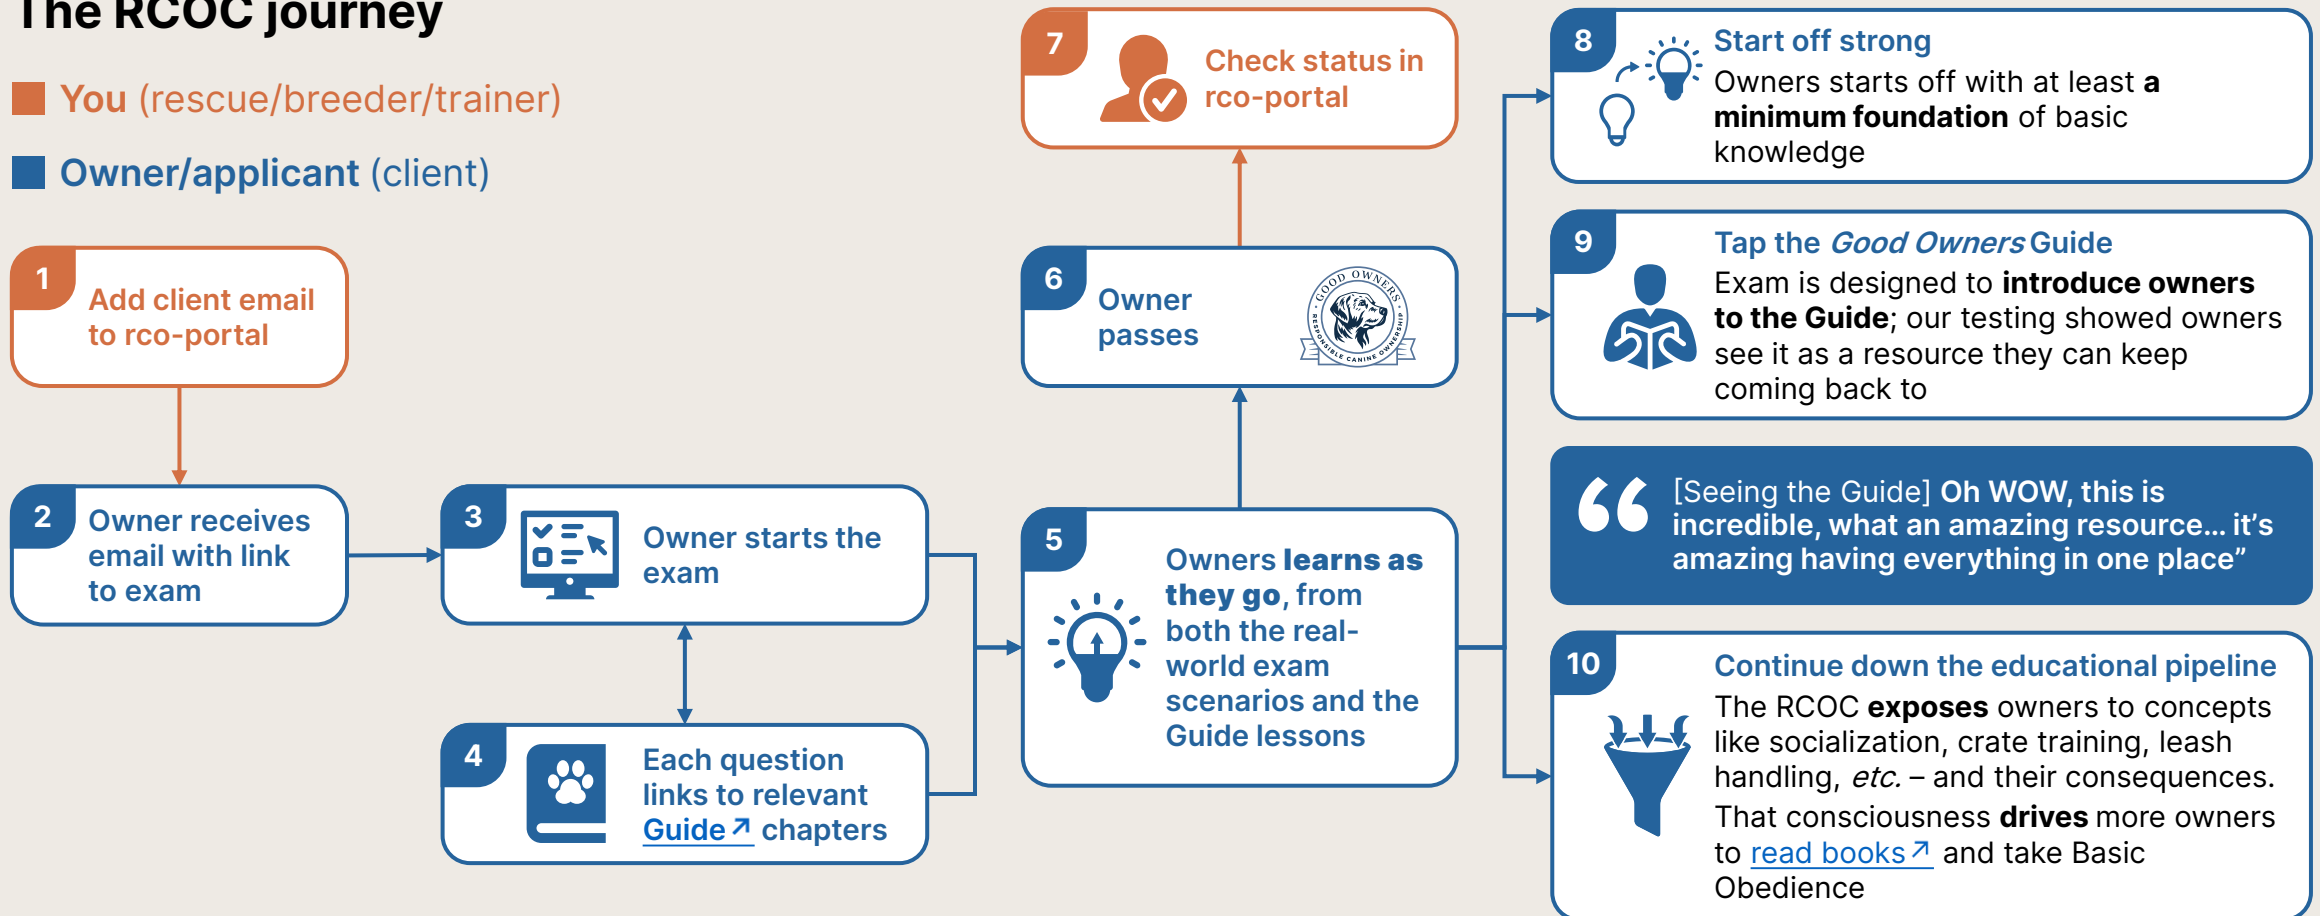 The RCOC journey
You (rescue/breeder/trainer)
Owner/applicant (client)
1
Add client email
to rco-portal
2
Owner receives
email with link
to exam
3
Owner starts the
exam
4
Each question
links to relevant
Guide↗ chapters
5
Owners learns as
they go, from
both the real-
world exam
scenarios and the
Guide lessons
6
Owner
passes
GOOD OWNERS
RESPONSIBLE CANINE OWNERSHIP
7
Check status in
rco-portal
8
Start off strong
Owners starts off with at least a
minimum foundation of basic
knowledge
9
Tap the Good Owners Guide
Exam is designed to introduce owners
to the Guide; our testing showed owners
see it as a resource they can keep
coming back to
“ [Seeing the Guide] Oh WOW, this is
incredible, what an amazing resource... it’s
amazing having everything in one place”
10
Continue down the educational pipeline
The RCOC exposes owners to concepts
like socialization, crate training, leash
handling, etc. – and their consequences.
That consciousness drives more owners
to read books↗ and take Basic
Obedience